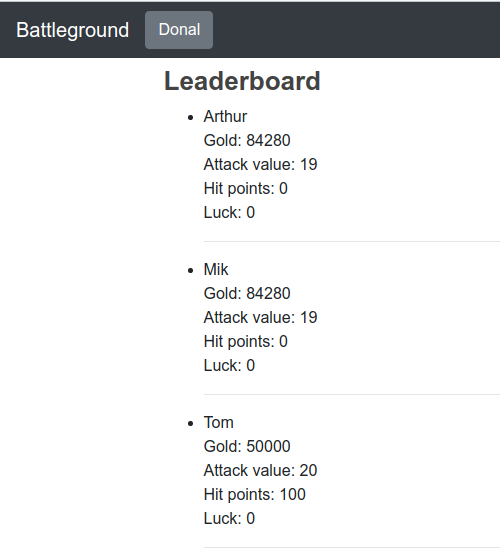 Battleground Donal
Leaderboard
Arthur
Gold: 84280
Attack value: 19
Hit points: 0
Luck: 0
Mik
Gold: 84280
Attack value: 19
Hit points: 0
Luck: 0
Tom
Gold: 50000
Attack value: 20
Hit points: 100
Luck: 0